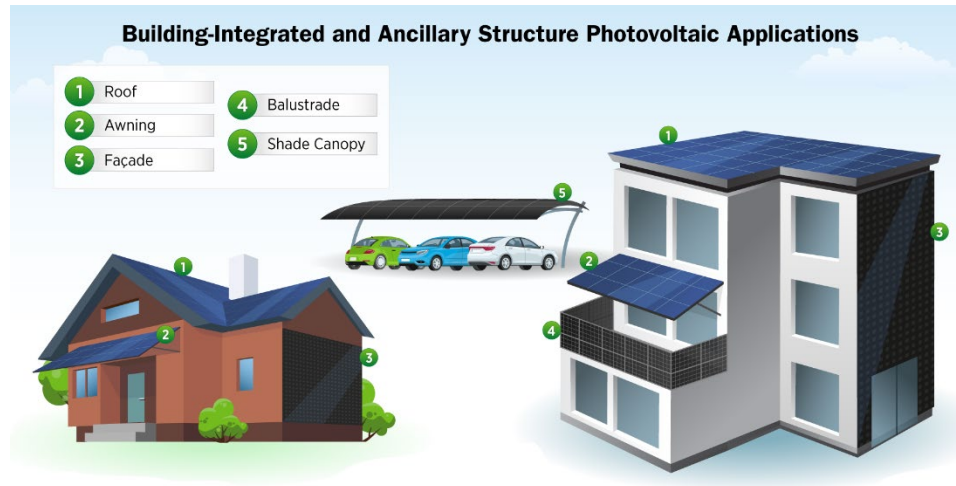 Building-Integrated and Ancillary Structure Photovoltaic Applications
1 Roof
2 Awning
3 Façade
4 Balustrade
5 Shade Canopy
1
5
3
2
4
1
2
3